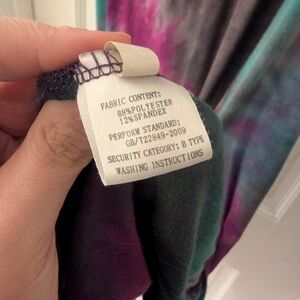 FABRIC CONTENT:
88%POLYESTER
12%SPANDEX
PERFORM STANDARD:
GB/T22849-2009
SECURITY CATEGORY: B TYPE
WASHING INSTRUCTIONS